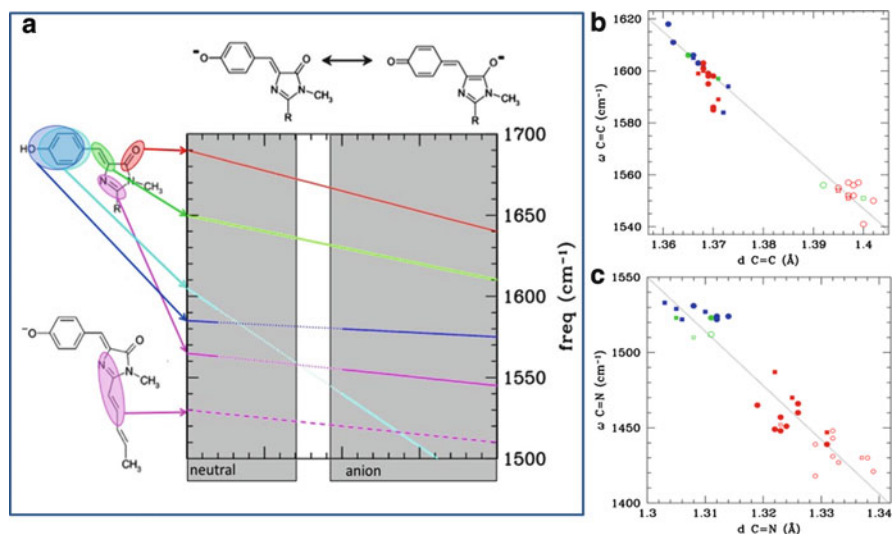 a
O
O
O
O
N
N
N
CH₃
N
CH₃
R
R
HO
O
N
N
CH₃
R
O
O
N
N
CH₃
CH₃
1700
1650
1600
1550
1500
freq (cm⁻¹)
neutral
anion
b
1620
1600
1580
1560
1540
ω C=C (cm⁻¹)
1.36
1.37
1.38
1.39
1.4
d C=C (Å)
c
1550
1500
1450
1400
ω C=N (cm⁻¹)
1.3
1.31
1.32
1.33
1.34
d C=N (Å)